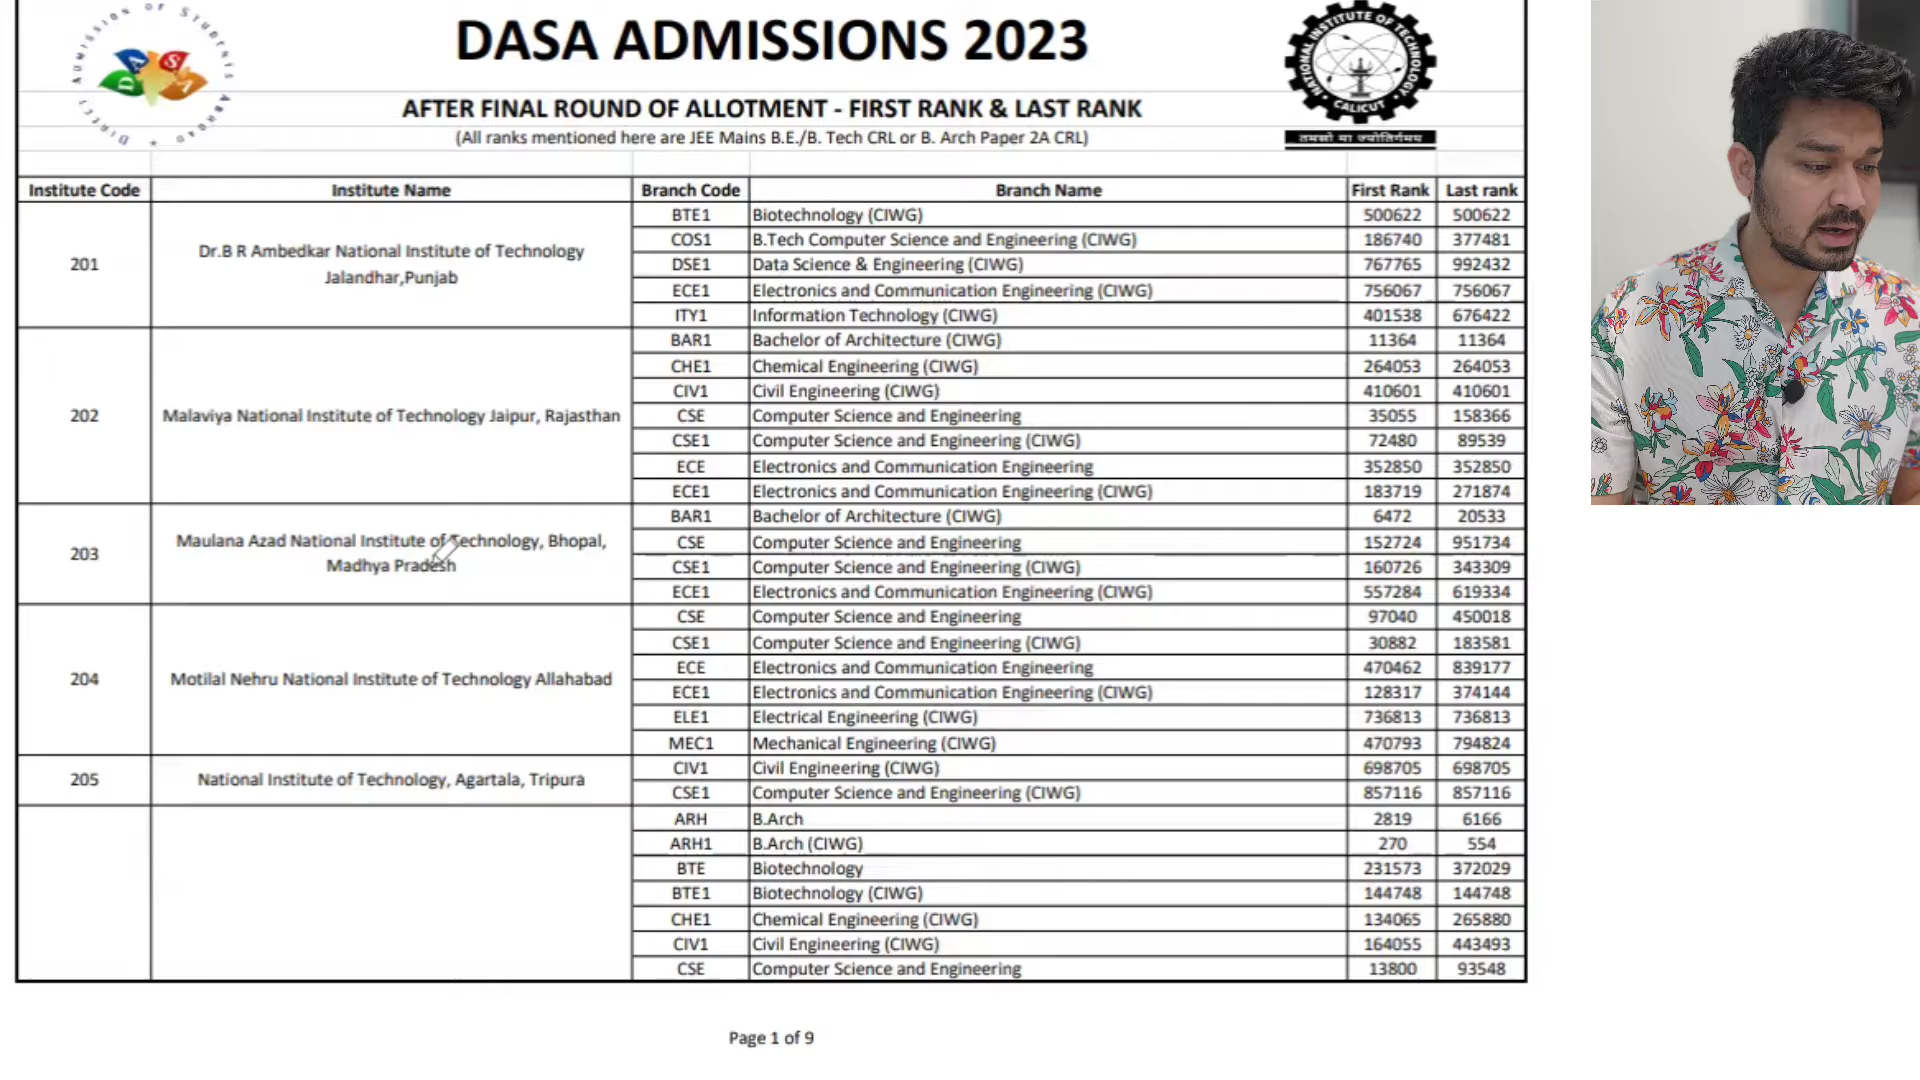 DIRECT ADMISSION OF STUDENTS ABROAD
DASA
DASA ADMISSIONS 2023
AFTER FINAL ROUND OF ALLOTMENT - FIRST RANK & LAST RANK
(All ranks mentioned here are JEE Mains B.E./B. Tech CRL or B. Arch Paper 2A CRL)
NATIONAL INSTITUTE OF TECHNOLOGY
CALICUT
तमसो मा ज्योतिर्गमय
Institute Code Institute Name Branch Code Branch Name First Rank Last rank
201 Dr.B R Ambedkar National Institute of Technology
Jalandhar,Punjab
BTE1 Biotechnology (CIWG) 500622 500622
COS1 B.Tech Computer Science and Engineering (CIWG) 186740 377481
DSE1 Data Science & Engineering (CIWG) 767765 992432
ECE1 Electronics and Communication Engineering (CIWG) 756067 756067
ITY1 Information Technology (CIWG) 401538 676422
202 Malaviya National Institute of Technology Jaipur, Rajasthan
BAR1 Bachelor of Architecture (CIWG) 11364 11364
CHE1 Chemical Engineering (CIWG) 264053 264053
CIV1 Civil Engineering (CIWG) 410601 410601
CSE Computer Science and Engineering 35055 158366
CSE1 Computer Science and Engineering (CIWG) 72480 89539
ECE Electronics and Communication Engineering 352850 352850
ECE1 Electronics and Communication Engineering (CIWG) 183719 271874
203 Maulana Azad National Institute of Technology, Bhopal,
Madhya Pradesh
BAR1 Bachelor of Architecture (CIWG) 6472 20533
CSE Computer Science and Engineering 152724 951734
CSE1 Computer Science and Engineering (CIWG) 160726 343309
ECE1 Electronics and Communication Engineering (CIWG) 557284 619334
204 Motilal Nehru National Institute of Technology Allahabad
CSE Computer Science and Engineering 97040 450018
CSE1 Computer Science and Engineering (CIWG) 30882 183581
ECE Electronics and Communication Engineering 470462 839177
ECE1 Electronics and Communication Engineering (CIWG) 128317 374144
ELE1 Electrical Engineering (CIWG) 736813 736813
MEC1 Mechanical Engineering (CIWG) 470793 794824
205 National Institute of Technology, Agartala, Tripura
CIV1 Civil Engineering (CIWG) 698705 698705
CSE1 Computer Science and Engineering (CIWG) 857116 857116
ARH B.Arch 2819 6166
ARH1 B.Arch (CIWG) 270 554
BTE Biotechnology 231573 372029
BTE1 Biotechnology (CIWG) 144748 144748
CHE1 Chemical Engineering (CIWG) 134065 265880
CIV1 Civil Engineering (CIWG) 164055 443493
CSE Computer Science and Engineering 13800 93548
Page 1 of 9